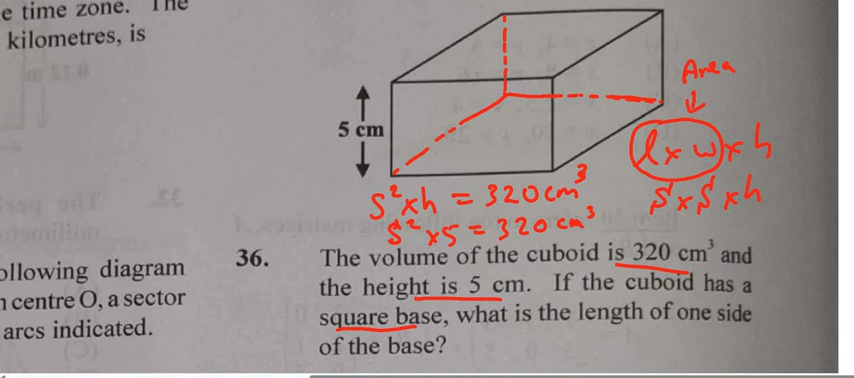 e time zone. The
kilometres, is
5 cm
Area
l x w x h
S x S x h
S² x h = 320 cm³
S² x 5 = 320 cm³
ollowing diagram
centre O, a sector
arcs indicated.
36. The volume of the cuboid is 320 cm³ and
the height is 5 cm. If the cuboid has a
square base, what is the length of one side
of the base?